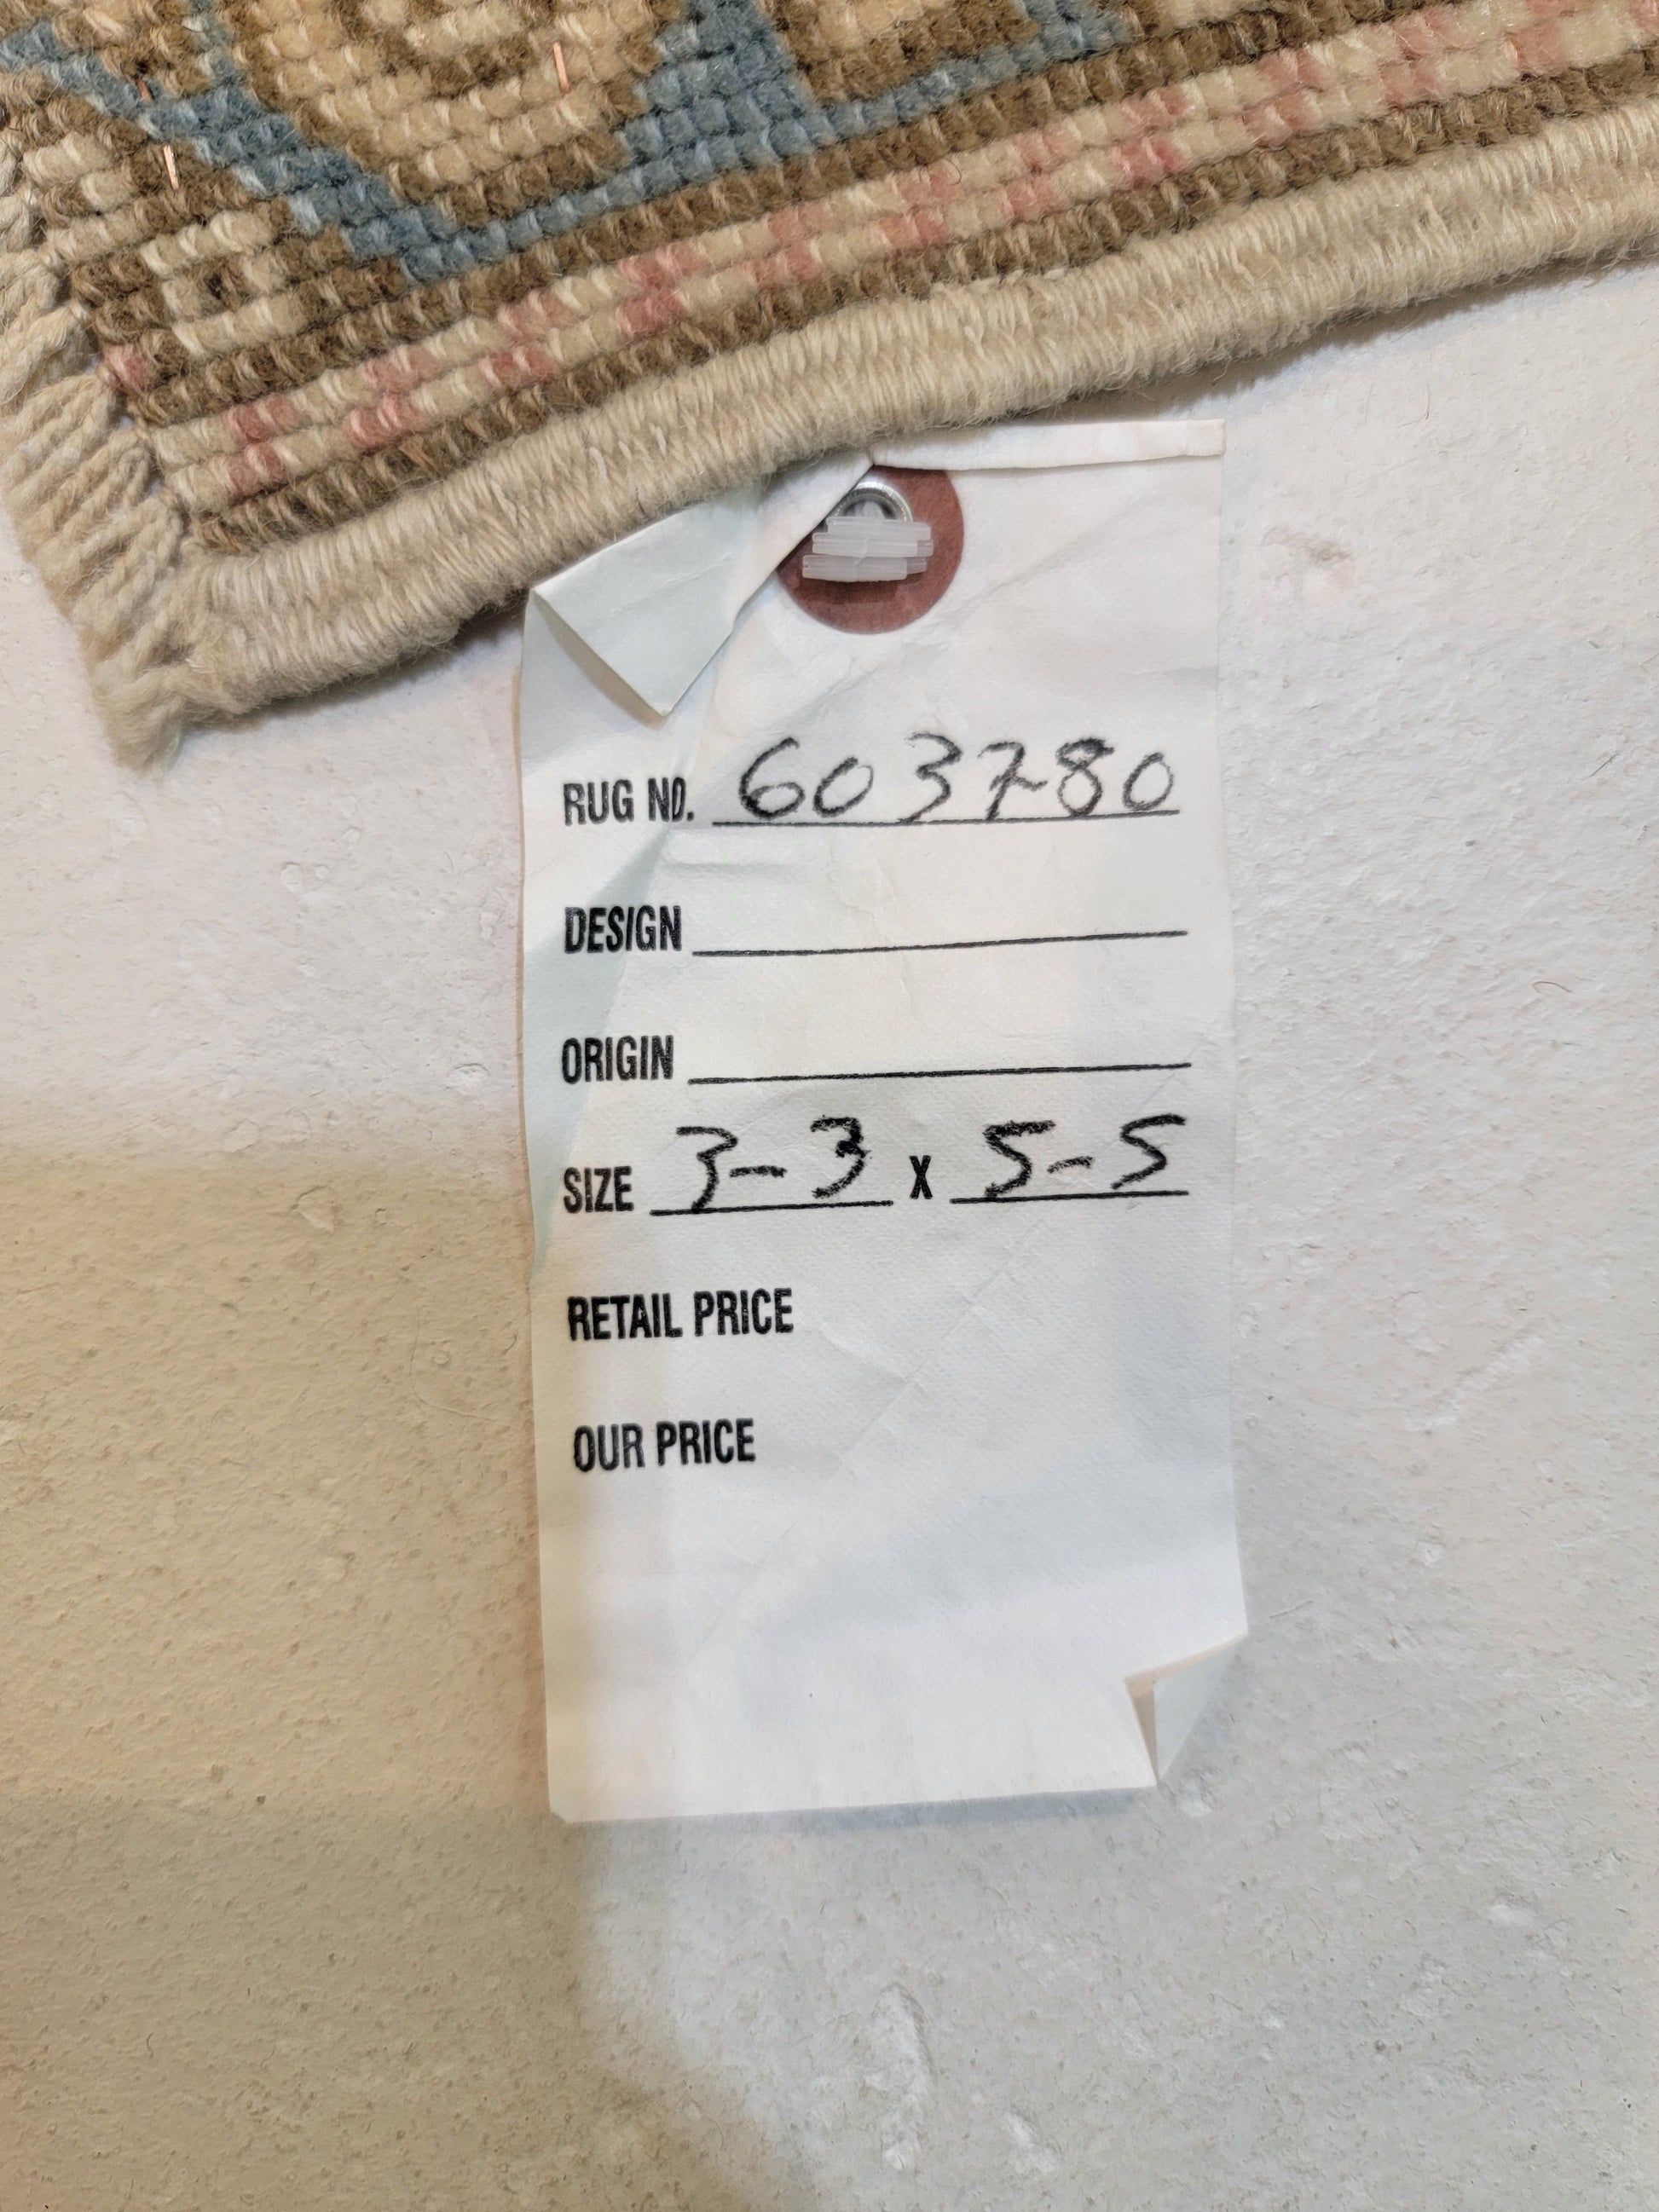 RUG NO. 603780
DESIGN
ORIGIN
SIZE 3-3 X 5-5
RETAIL PRICE
OUR PRICE